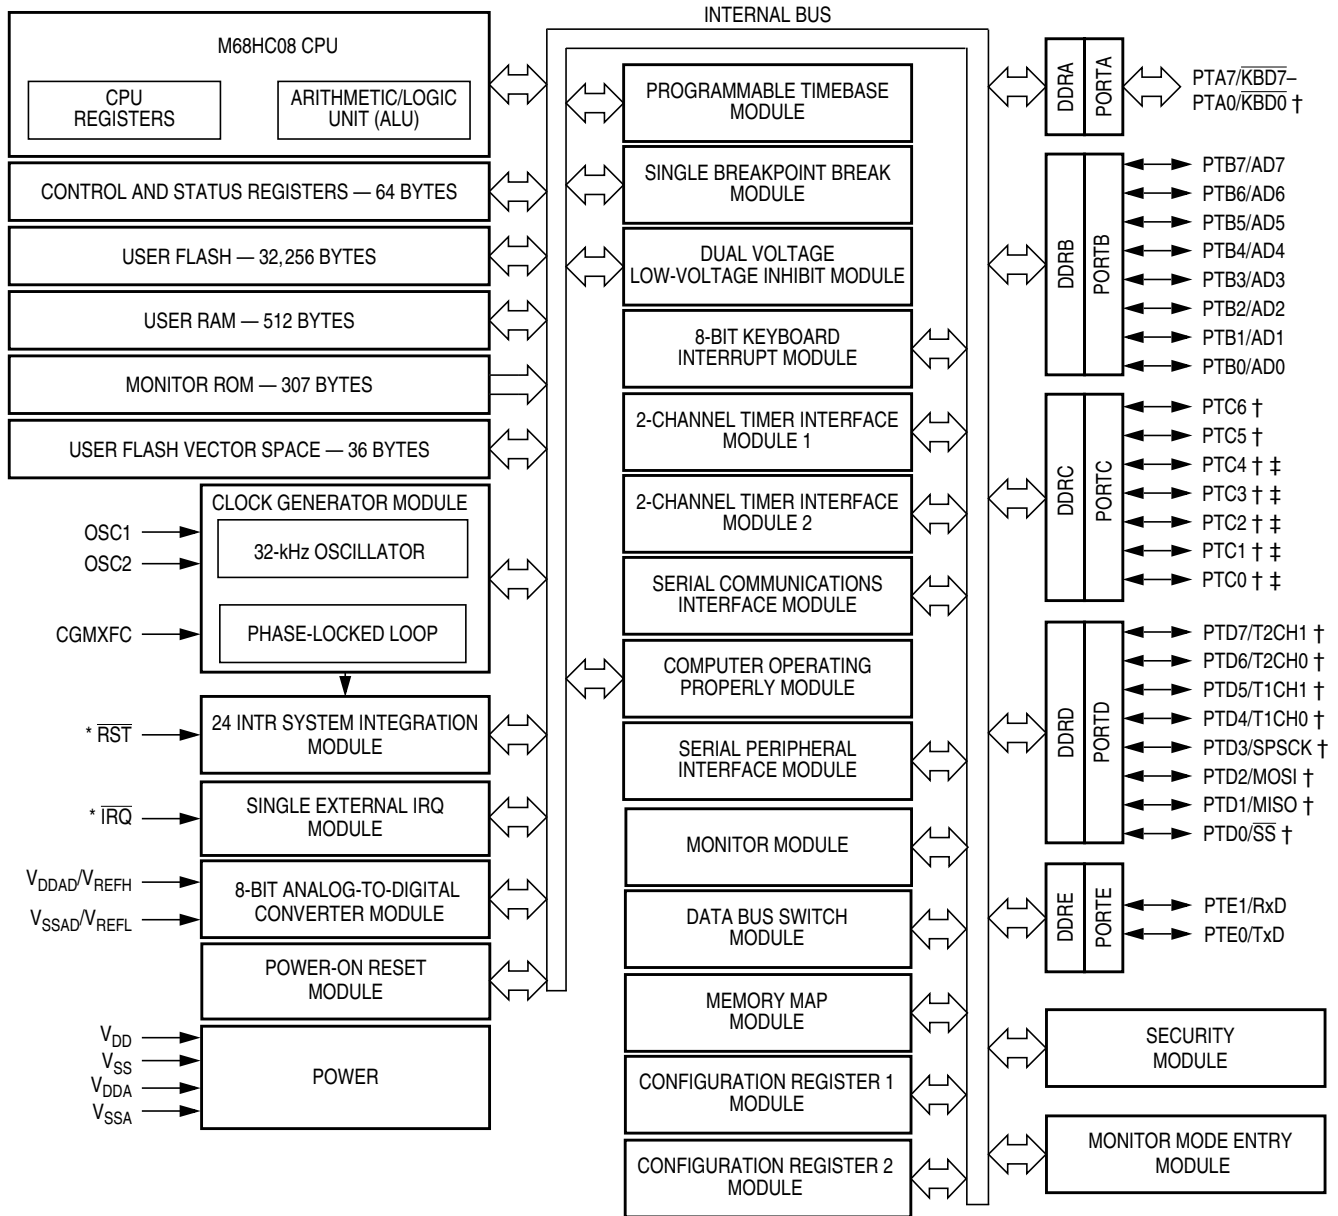 INTERNAL BUS
M68HC08 CPU
CPU
REGISTERS
ARITHMETIC/LOGIC
UNIT (ALU)
CONTROL AND STATUS REGISTERS — 64 BYTES
USER FLASH — 32,256 BYTES
USER RAM — 512 BYTES
MONITOR ROM — 307 BYTES
USER FLASH VECTOR SPACE — 36 BYTES
CLOCK GENERATOR MODULE
32-kHz OSCILLATOR
PHASE-LOCKED LOOP
OSC1
OSC2
CGMXFC
24 INTR SYSTEM INTEGRATION
MODULE
* R̅S̅T̅
SINGLE EXTERNAL IRQ
MODULE
* I̅R̅Q̅
8-BIT ANALOG-TO-DIGITAL
CONVERTER MODULE
VDDAD/VREFH
VSSAD/VREFL
POWER-ON RESET
MODULE
POWER
VDD
VSS
VDDA
VSSA
PROGRAMMABLE TIMEBASE
MODULE
SINGLE BREAKPOINT BREAK
MODULE
DUAL VOLTAGE
LOW-VOLTAGE INHIBIT MODULE
8-BIT KEYBOARD
INTERRUPT MODULE
2-CHANNEL TIMER INTERFACE
MODULE 1
2-CHANNEL TIMER INTERFACE
MODULE 2
SERIAL COMMUNICATIONS
INTERFACE MODULE
COMPUTER OPERATING
PROPERLY MODULE
SERIAL PERIPHERAL
INTERFACE MODULE
MONITOR MODULE
DATA BUS SWITCH
MODULE
MEMORY MAP
MODULE
CONFIGURATION REGISTER 1
MODULE
CONFIGURATION REGISTER 2
MODULE
DDRA
PORTA
PTA7/K̅B̅D̅7̅–
PTA0/K̅B̅D̅0̅ †
DDRB
PORTB
PTB7/AD7
PTB6/AD6
PTB5/AD5
PTB4/AD4
PTB3/AD3
PTB2/AD2
PTB1/AD1
PTB0/AD0
DDRC
PORTC
PTC6 †
PTC5 †
PTC4 † ‡
PTC3 † ‡
PTC2 † ‡
PTC1 † ‡
PTC0 † ‡
DDRD
PORTD
PTD7/T2CH1 †
PTD6/T2CH0 †
PTD5/T1CH1 †
PTD4/T1CH0 †
PTD3/SPSCK †
PTD2/MOSI †
PTD1/MISO †
PTD0/S̅S̅ †
DDRE
PORTE
PTE1/RxD
PTE0/TxD
SECURITY
MODULE
MONITOR MODE ENTRY
MODULE